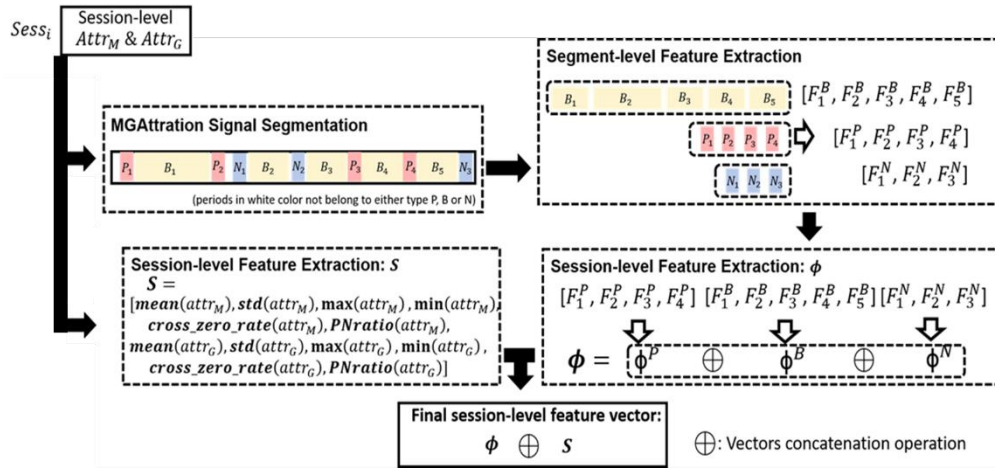 Sess_i
Session-level
Attr_M & Attr_G
MGAttration Signal Segmentation
P_1 B_1 P_2 N_1 B_2 N_2 B_3 P_3 B_4 P_4 B_5 N_3
(periods in white color not belong to either type P, B or N)
Segment-level Feature Extraction
B_1 B_2 B_3 B_4 B_5
[F_1^B, F_2^B, F_3^B, F_4^B, F_5^B]
P_1 P_2 P_3 P_4
[F_1^P, F_2^P, F_3^P, F_4^P]
N_1 N_2 N_3
[F_1^N, F_2^N, F_3^N]
Session-level Feature Extraction: S
S =
[mean(attr_M), std(attr_M), max(attr_M), min(attr_M),
cross_zero_rate(attr_M), PNratio(attr_M),
mean(attr_G), std(attr_G), max(attr_G), min(attr_G),
cross_zero_rate(attr_G), PNratio(attr_G)]
Session-level Feature Extraction: ϕ
[F_1^P, F_2^P, F_3^P, F_4^P] [F_1^B, F_2^B, F_3^B, F_4^B, F_5^B] [F_1^N, F_2^N, F_3^N]
ϕ = ϕ^P ⊕ ϕ^B ⊕ ϕ^N
Final session-level feature vector:
ϕ ⊕ S
⊕: Vectors concatenation operation